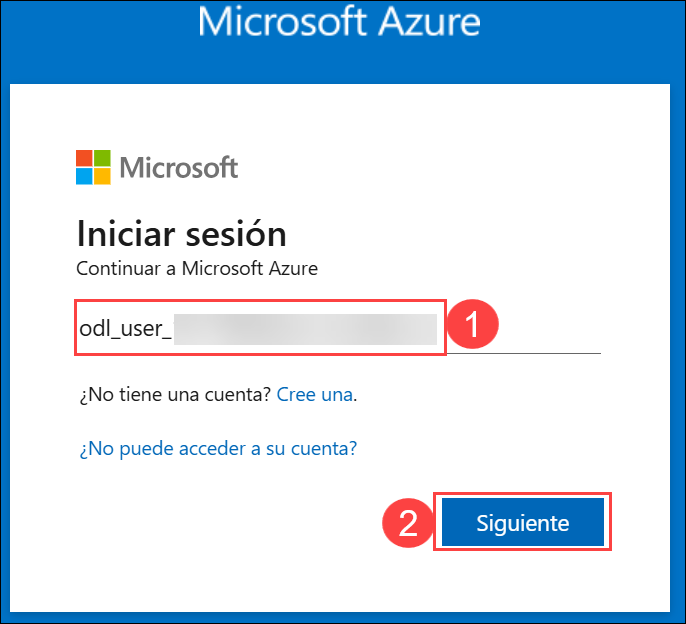 Microsoft Azure
Microsoft
Iniciar sesión
Continuar a Microsoft Azure
odl_user_
1
¿No tiene una cuenta? Cree una.
¿No puede acceder a su cuenta?
2
Siguiente